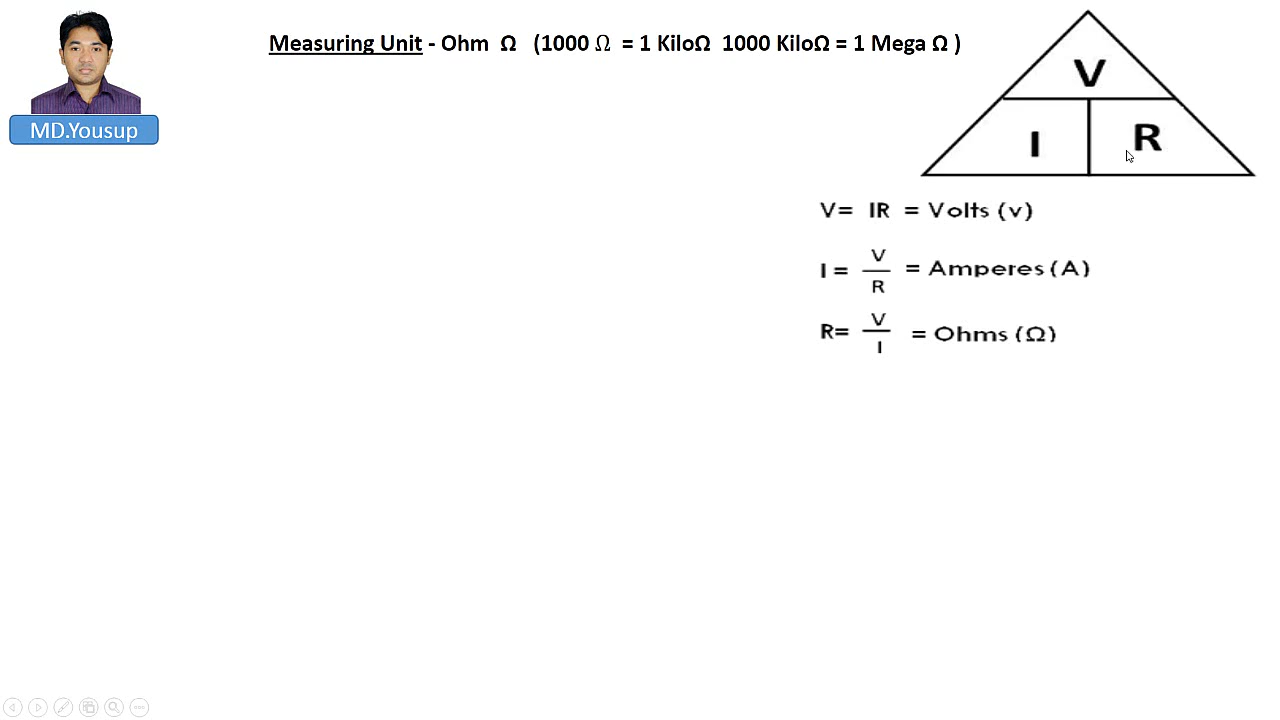 Measuring Unit - Ohm Ω (1000 Ω = 1 KiloΩ 1000 KiloΩ = 1 Mega Ω )
MD.Yousup
V
I R
V= IR = Volts (v)
I = V/R = Amperes (A)
R= V/I = Ohms (Ω)